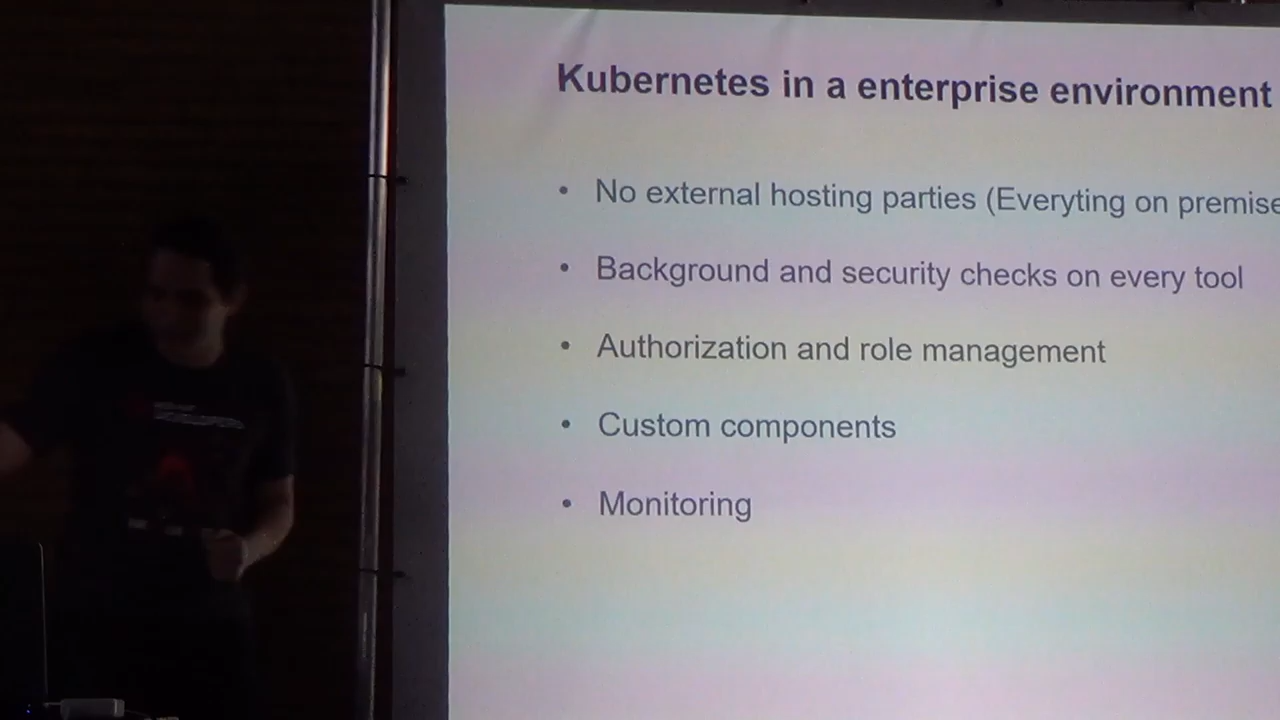 Kubernetes in a enterprise environment
• No external hosting parties (Everyting on premise
• Background and security checks on every tool
• Authorization and role management
• Custom components
• Monitoring